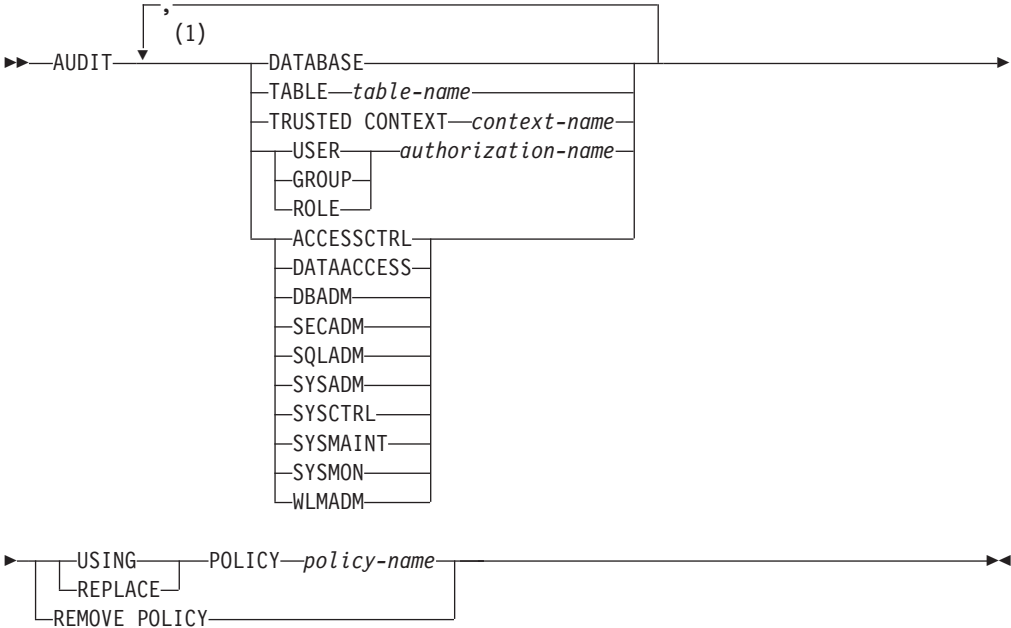 ,
(1)
AUDIT DATABASE
TABLE table-name
TRUSTED CONTEXT context-name
USER authorization-name
GROUP
ROLE
ACCESSCTRL
DATAACCESS
DBADM
SECADM
SQLADM
SYSADM
SYSCTRL
SYSMAINT
SYSMON
WLMADM
USING POLICY policy-name
REPLACE
REMOVE POLICY